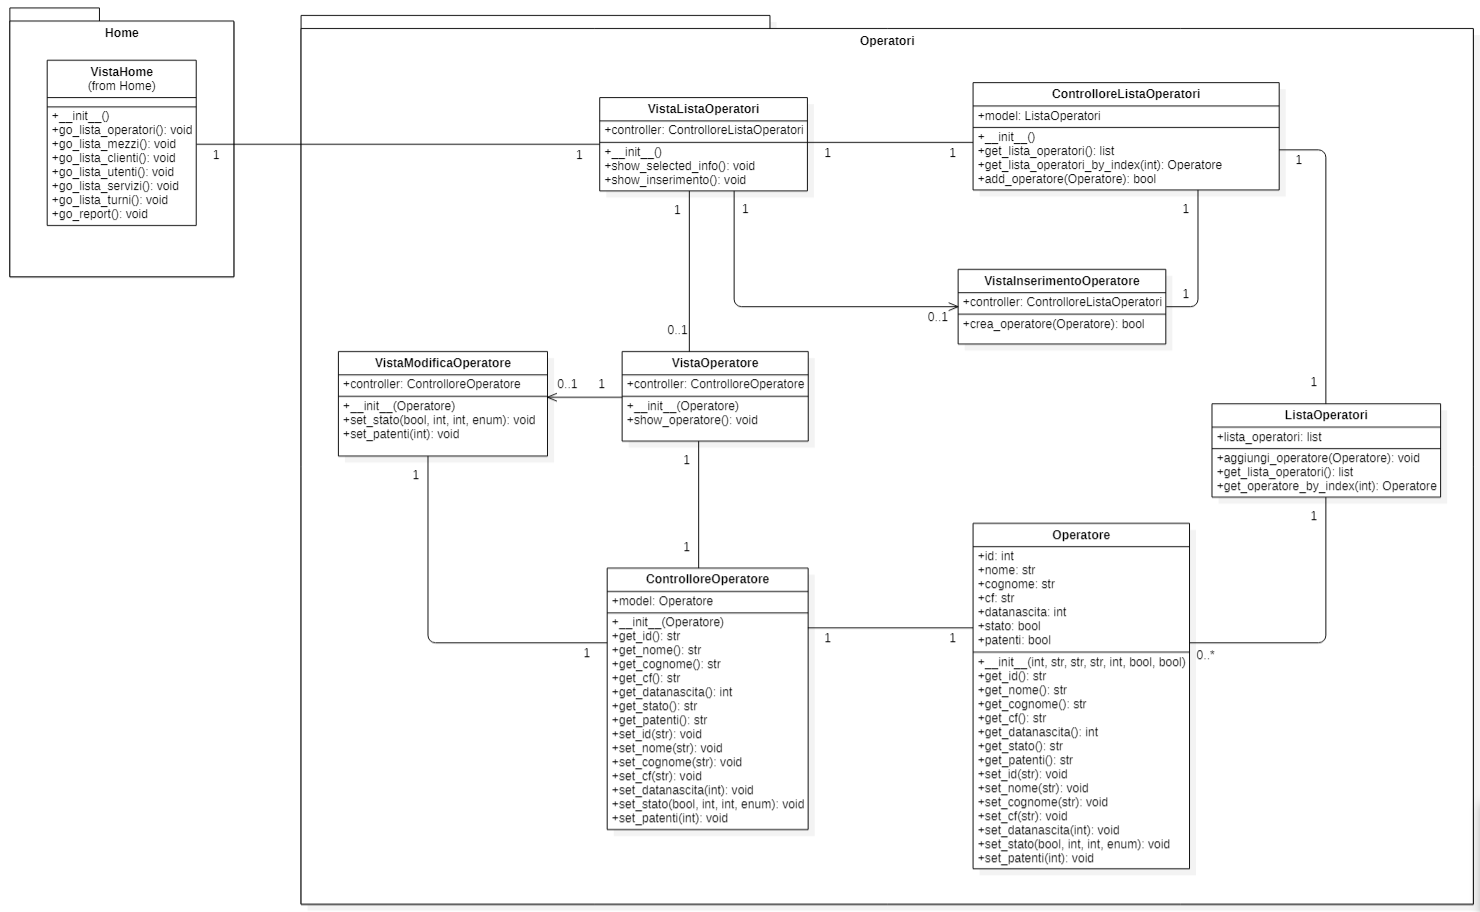 Home
VistaHome
(from Home)
+__init__()
+go_lista_operatori(): void
+go_lista_mezzi(): void
+go_lista_clienti(): void
+go_lista_utenti(): void
+go_lista_servizi(): void
+go_lista_turni(): void
+go_report(): void
1
1
Operatori
VistaListaOperatori
+controller: ControlloreListaOperatori
+__init__()
+show_selected_info(): void
+show_inserimento(): void
1
1
ControlloreListaOperatori
+model: ListaOperatori
+__init__()
+get_lista_operatori(): list
+get_lista_operatori_by_index(int): Operatore
+add_operatore(Operatore): bool
1
1
1
1
VistaInserimentoOperatore
+controller: ControlloreListaOperatori
+crea_operatore(Operatore): bool
1
0..1
0..1
VistaModificaOperatore
+controller: ControlloreOperatore
+__init__(Operatore)
+set_stato(bool, int, int, enum): void
+set_patenti(int): void
0..1
1
VistaOperatore
+controller: ControlloreOperatore
+__init__(Operatore)
+show_operatore(): void
1
ListaOperatori
+lista_operatori: list
+aggiungi_operatore(Operatore): void
+get_lista_operatori(): list
+get_operatore_by_index(int): Operatore
1
1
1
1
1
ControlloreOperatore
+model: Operatore
+__init__(Operatore)
+get_id(): str
+get_nome(): str
+get_cognome(): str
+get_cf(): str
+get_datanascita(): int
+get_stato(): str
+get_patenti(): str
+set_id(str): void
+set_nome(str): void
+set_cognome(str): void
+set_cf(str): void
+set_datanascita(int): void
+set_stato(bool, int, int, enum): void
+set_patenti(int): void
1
1
Operatore
+id: int
+nome: str
+cognome: str
+cf: str
+datanascita: int
+stato: bool
+patenti: bool
+__init__(int, str, str, str, int, bool, bool)
+get_id(): str
+get_nome(): str
+get_cognome(): str
+get_cf(): str
+get_datanascita(): int
+get_stato(): str
+get_patenti(): str
+set_id(str): void
+set_nome(str): void
+set_cognome(str): void
+set_cf(str): void
+set_datanascita(int): void
+set_stato(bool, int, int, enum): void
+set_patenti(int): void
0..*